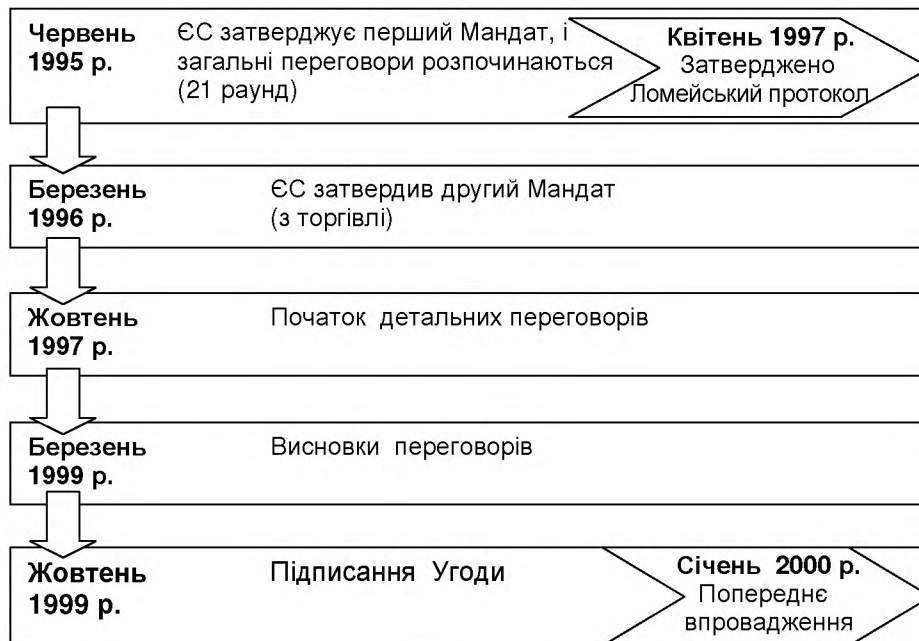 Червень
1995 р.
ЄС затверджує перший Мандат, і
загальні переговори розпочинаються
(21 раунд)
Квітень 1997 р.
Затверджено
Ломейський протокол
Березень
1996 р.
ЄС затвердив другий Мандат
(з торгівлі)
Жовтень
1997 р.
Початок детальних переговорів
Березень
1999 р.
Висновки переговорів
Жовтень
1999 р.
Підписання Угоди
Січень 2000 р.
Попереднє
впровадження